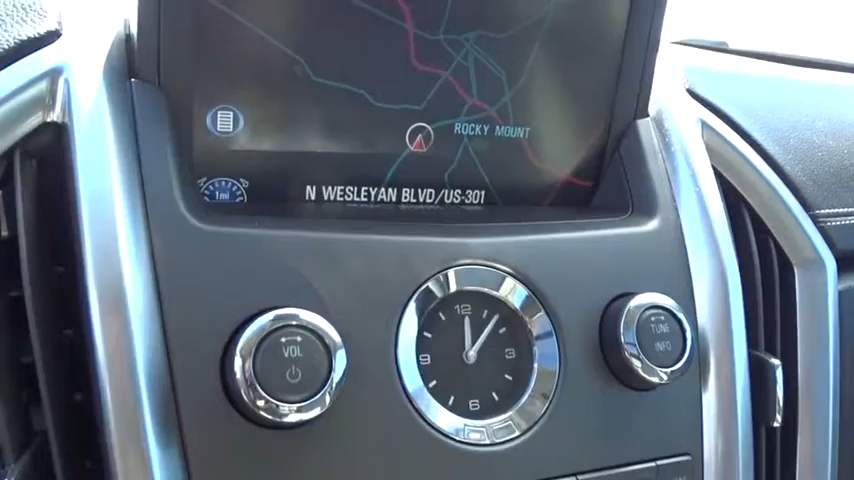 ROCKY MOUNT
1mi
N WESLEYAN BLVD/US-301
12
VOL
9
3
6
TUNE
INFO